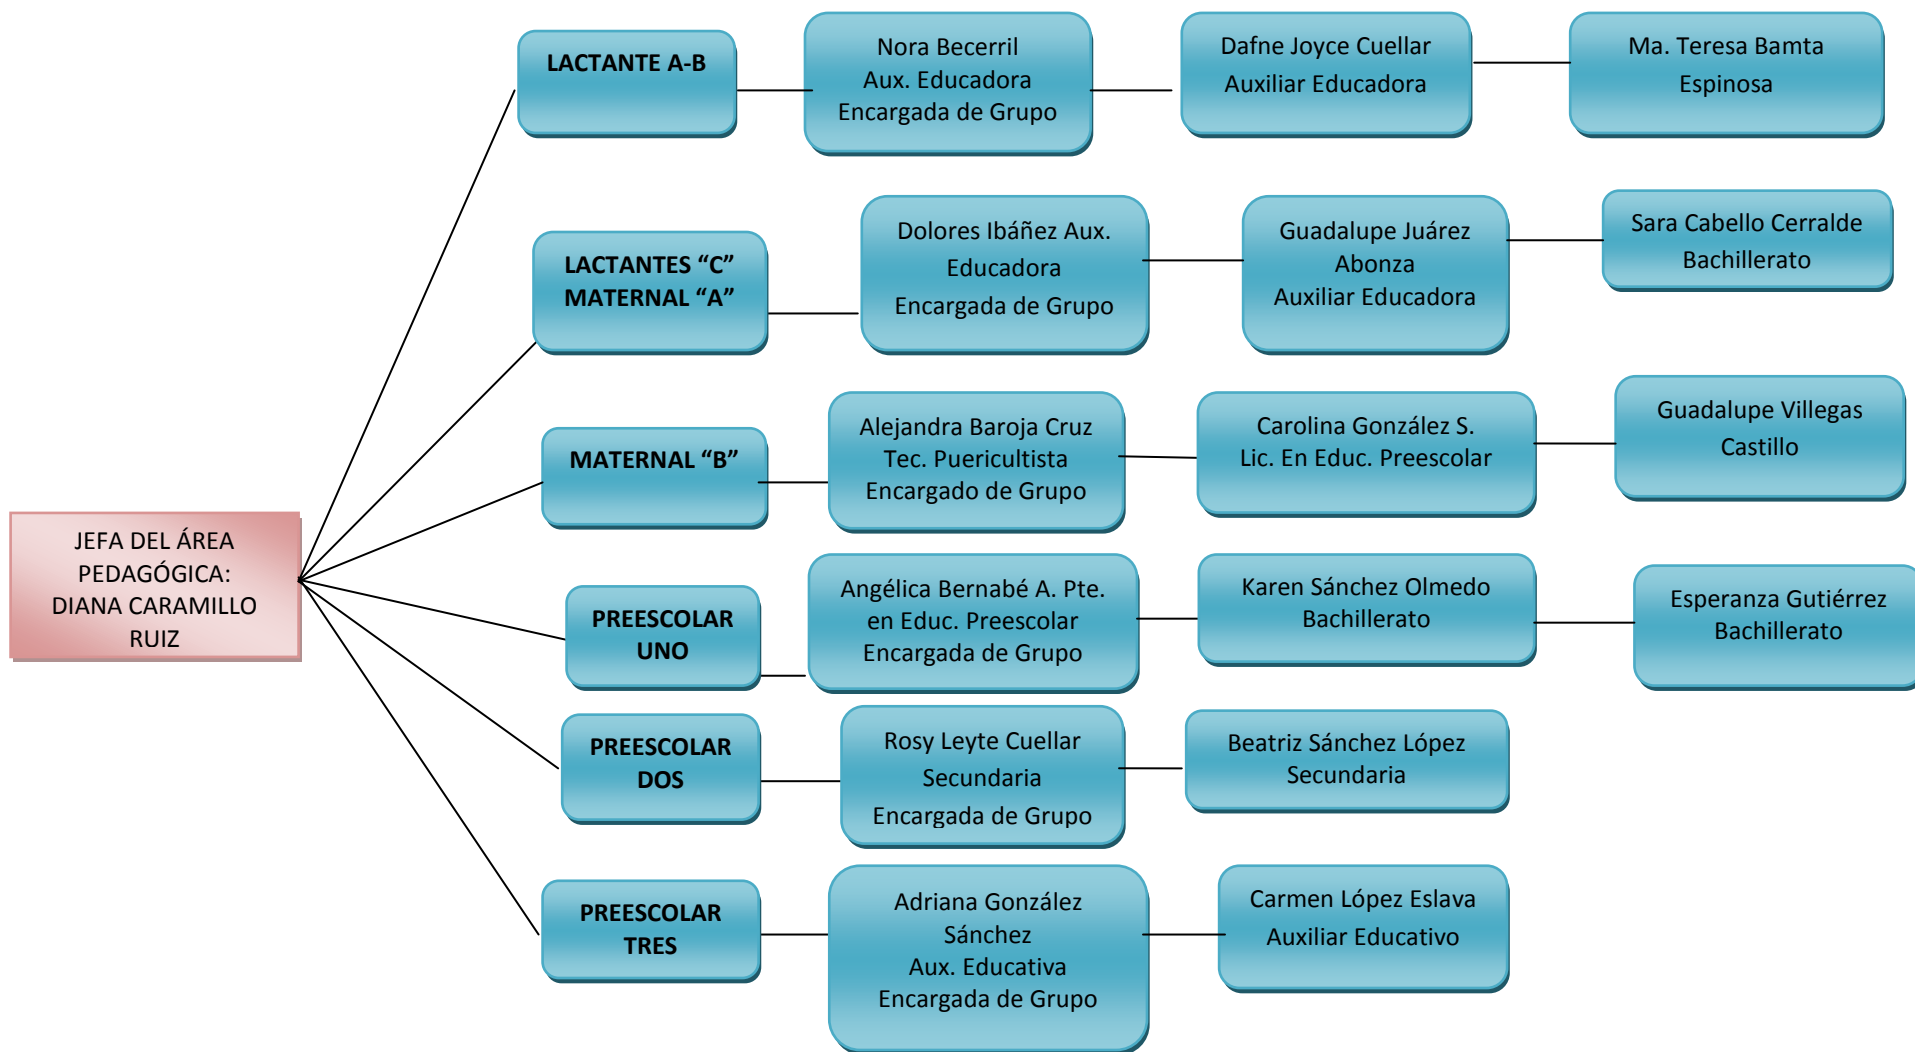 LACTANTE A-B
Nora Becerril
Aux. Educadora
Encargada de Grupo
Dafne Joyce Cuellar
Auxiliar Educadora
Ma. Teresa Bamta
Espinosa
LACTANTES “C”
MATERNAL “A”
Dolores Ibáñez Aux.
Educadora
Encargada de Grupo
Guadalupe Juárez
Abonza
Auxiliar Educadora
Sara Cabello Cerralde
Bachillerato
MATERNAL “B”
Alejandra Baroja Cruz
Tec. Puericultista
Encargado de Grupo
Carolina González S.
Lic. En Educ. Preescolar
Guadalupe Villegas
Castillo
JEFA DEL ÁREA
PEDAGÓGICA:
DIANA CARAMILLO
RUIZ
PREESCOLAR
UNO
Angélica Bernabé A. Pte.
en Educ. Preescolar
Encargada de Grupo
Karen Sánchez Olmedo
Bachillerato
Esperanza Gutiérrez
Bachillerato
PREESCOLAR
DOS
Rosy Leyte Cuellar
Secundaria
Encargada de Grupo
Beatriz Sánchez López
Secundaria
PREESCOLAR
TRES
Adriana González
Sánchez
Aux. Educativa
Encargada de Grupo
Carmen López Eslava
Auxiliar Educativo